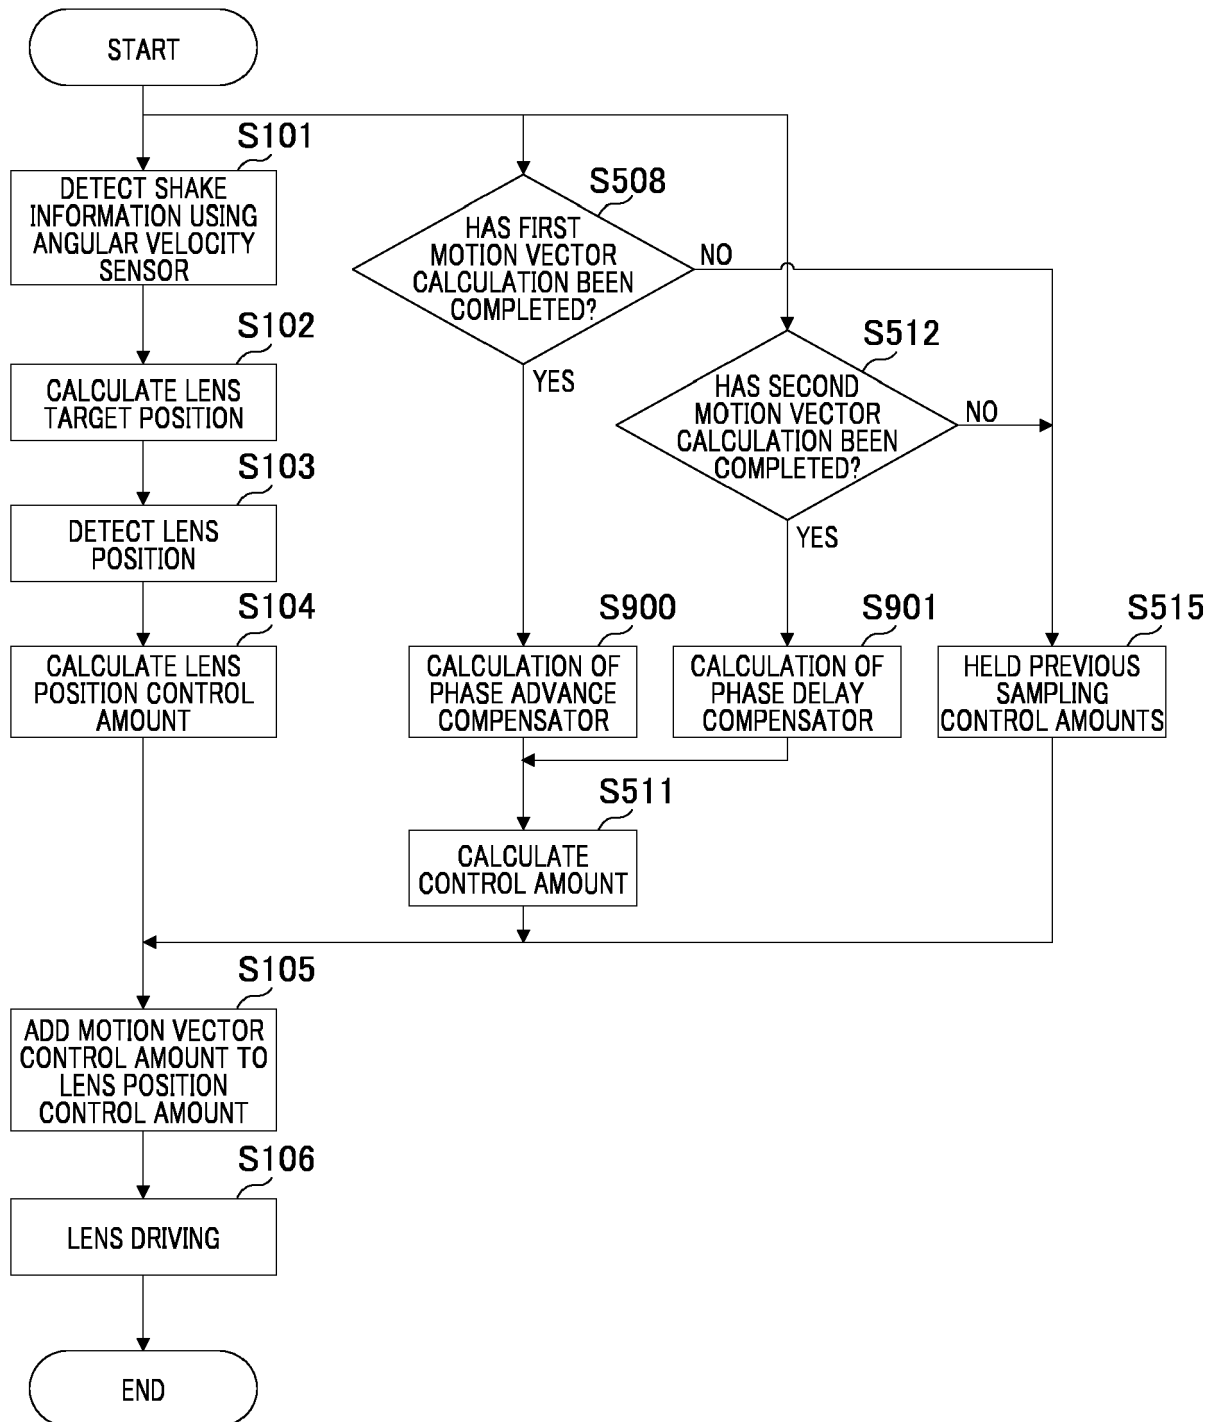 START
S101
DETECT SHAKE
INFORMATION USING
ANGULAR VELOCITY
SENSOR
S102
CALCULATE LENS
TARGET POSITION
S103
DETECT LENS
POSITION
S104
CALCULATE LENS
POSITION CONTROL
AMOUNT
S508
HAS FIRST
MOTION VECTOR
CALCULATION BEEN
COMPLETED?
NO
YES
S512
HAS SECOND
MOTION VECTOR
CALCULATION BEEN
COMPLETED?
NO
YES
S900
CALCULATION OF
PHASE ADVANCE
COMPENSATOR
S901
CALCULATION OF
PHASE DELAY
COMPENSATOR
S515
HELD PREVIOUS
SAMPLING
CONTROL AMOUNTS
S511
CALCULATE
CONTROL AMOUNT
S105
ADD MOTION VECTOR
CONTROL AMOUNT TO
LENS POSITION
CONTROL AMOUNT
S106
LENS DRIVING
END